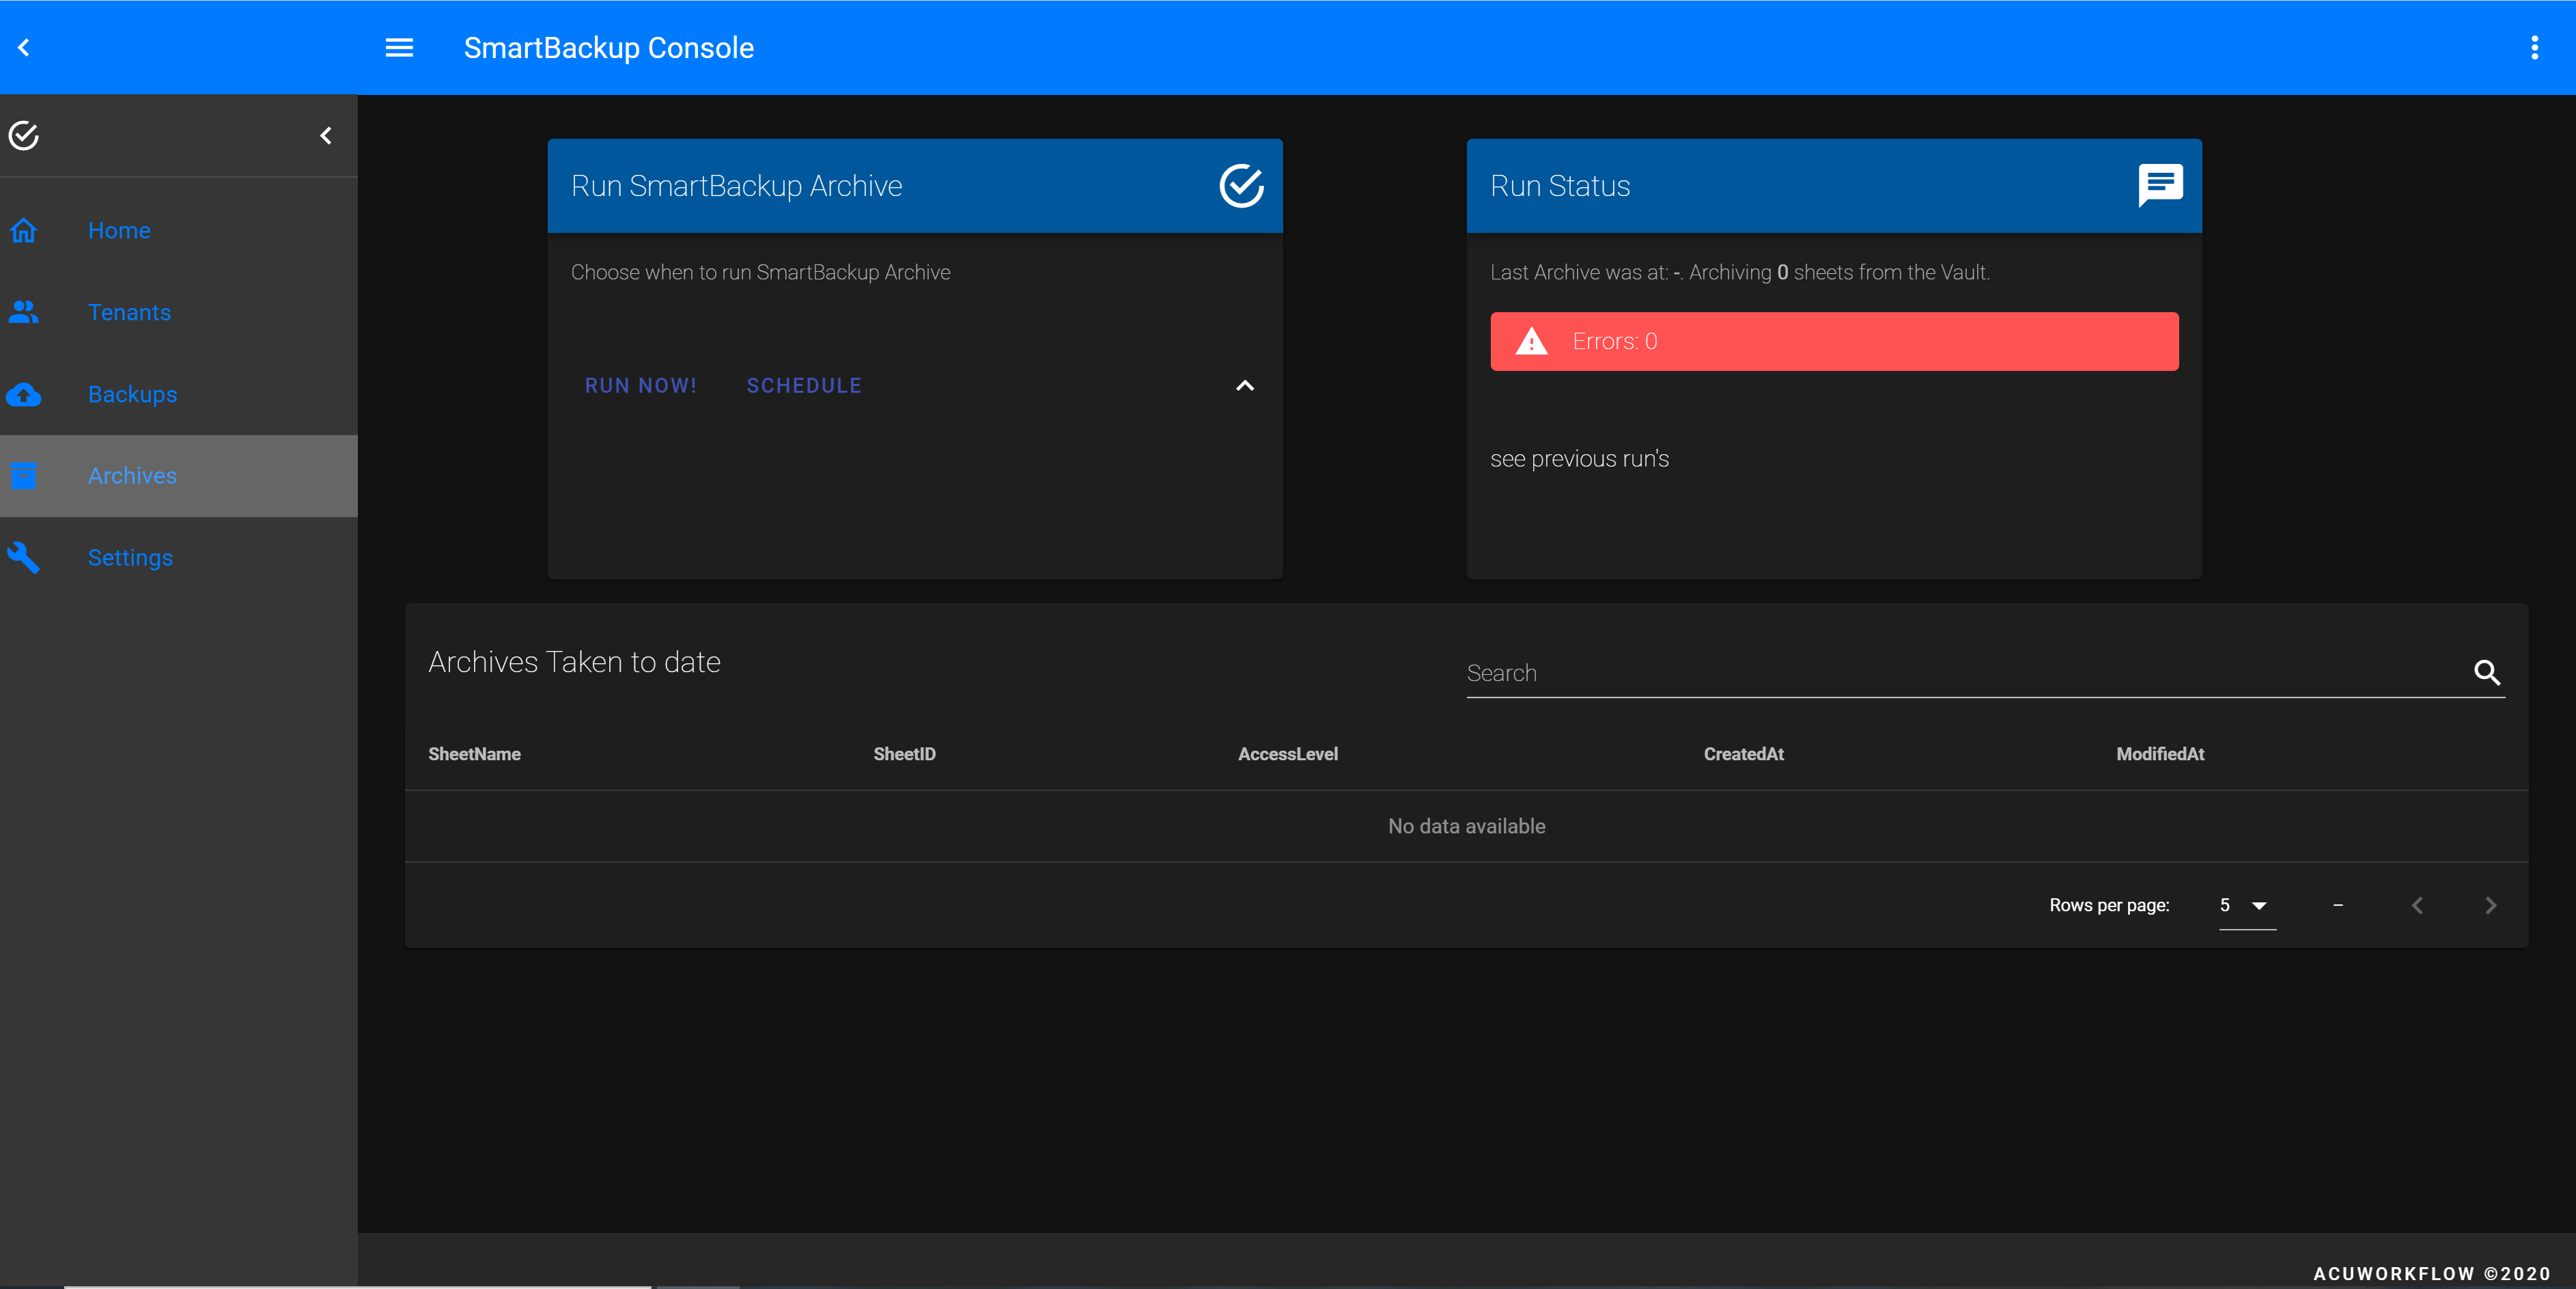 SmartBackup Console
Home
Tenants
Backups
Archives
Settings
Run SmartBackup Archive
Choose when to run SmartBackup Archive
RUN NOW! SCHEDULE
Run Status
Last Archive was at: -. Archiving 0 sheets from the Vault.
Errors: 0
see previous run's
Archives Taken to date
Search
SheetName SheetID AccessLevel CreatedAt ModifiedAt
No data available
Rows per page: 5 –
ACUWORKFLOW ©2020